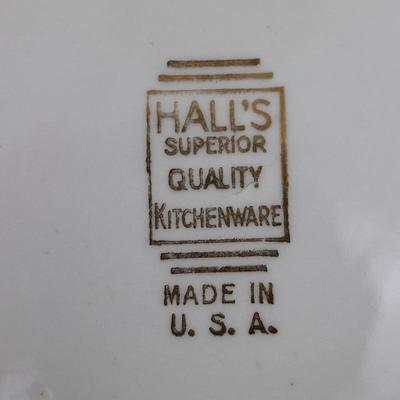 HALL'S
SUPERIOR
QUALITY
KITCHENWARE
MADE IN
U. S. A.